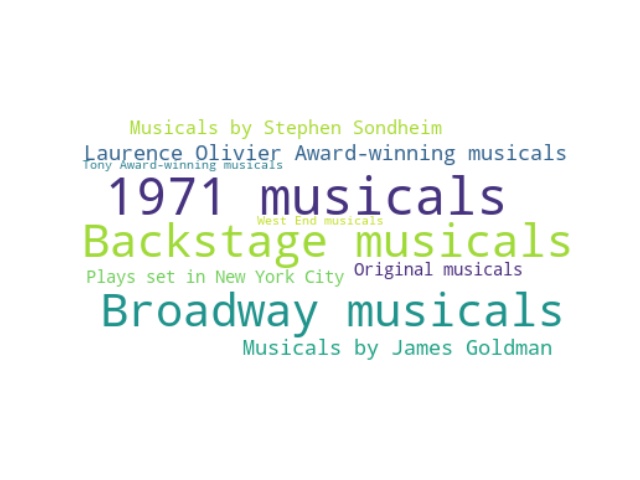 Musicals by Stephen Sondheim
Laurence Olivier Award-winning musicals
Tony Award-winning musicals
1971 musicals
West End musicals
Backstage musicals
Original musicals
Plays set in New York City
Broadway musicals
Musicals by James Goldman